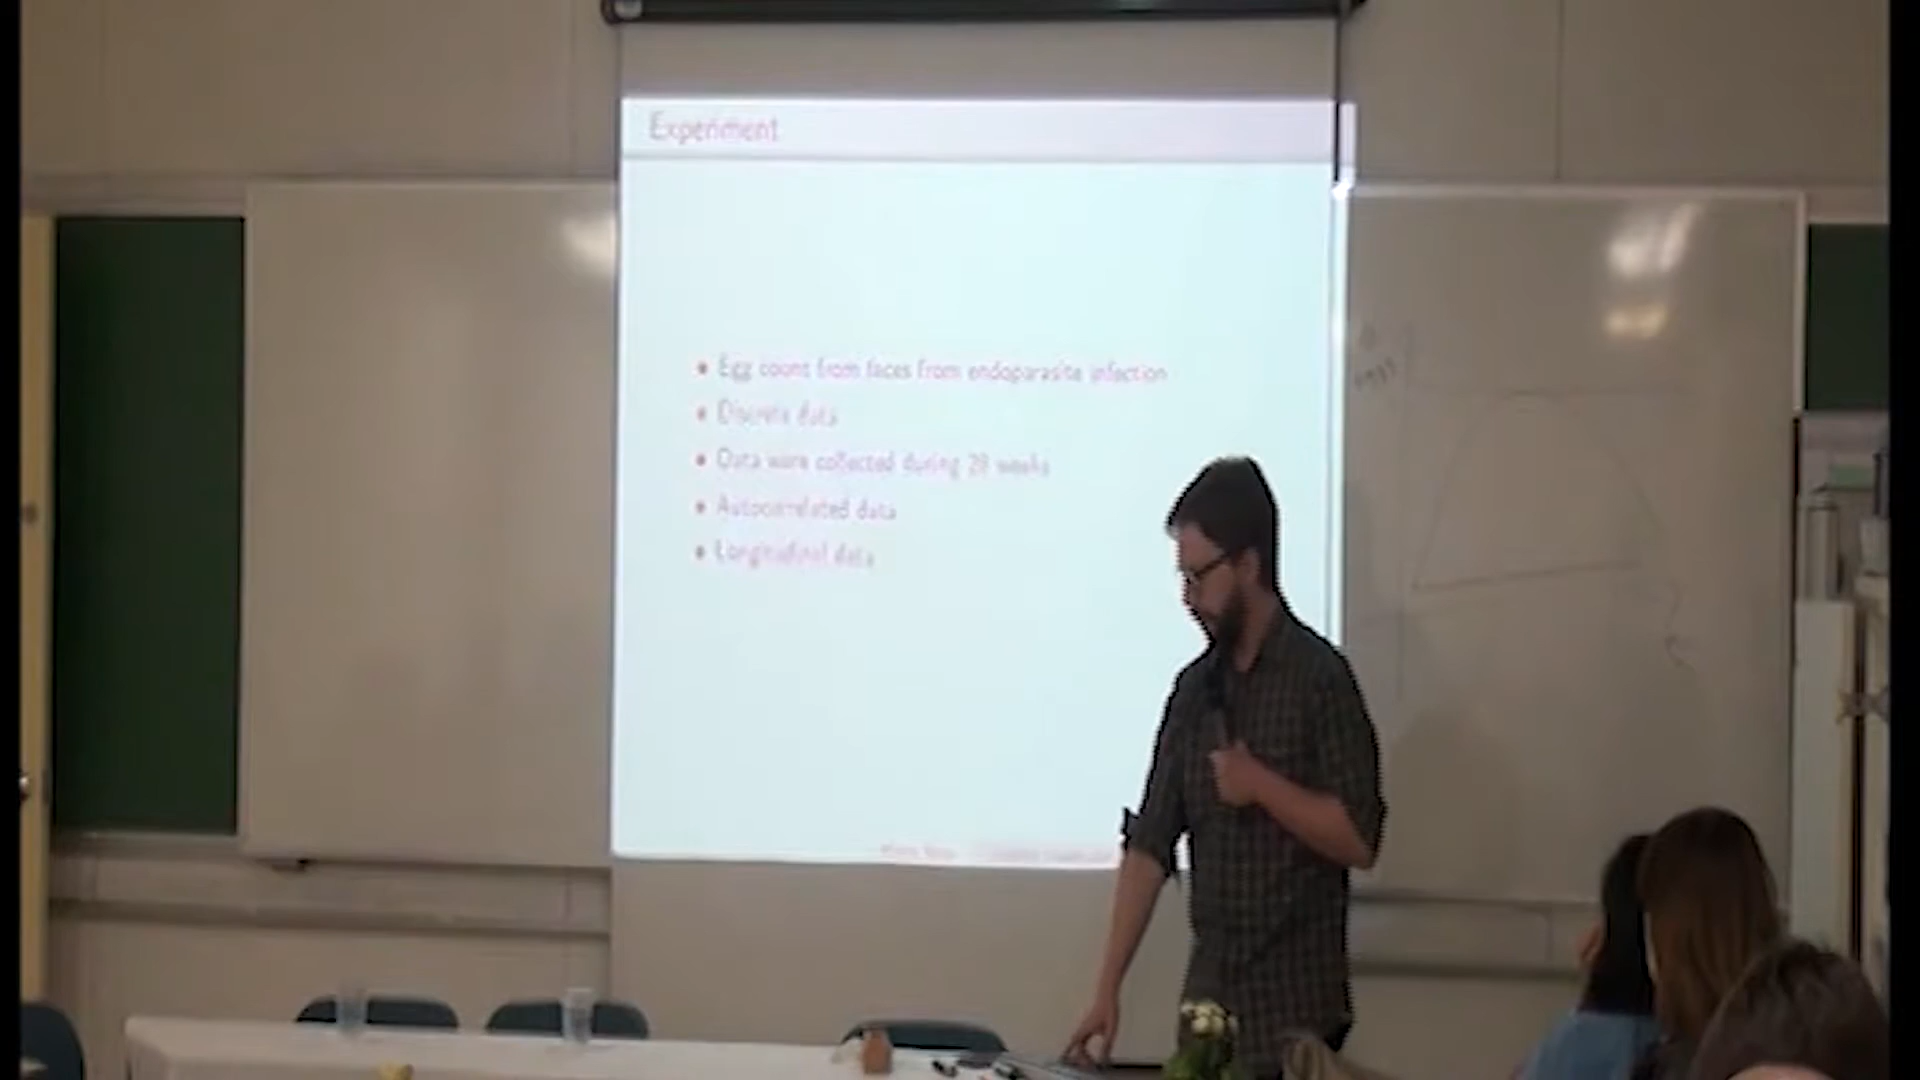 Experiment
• Egg count from faces from endoparasite infection
• Discrete data
• Data were collected during 28 weeks
• Autocorrelated data
• Longitudinal data